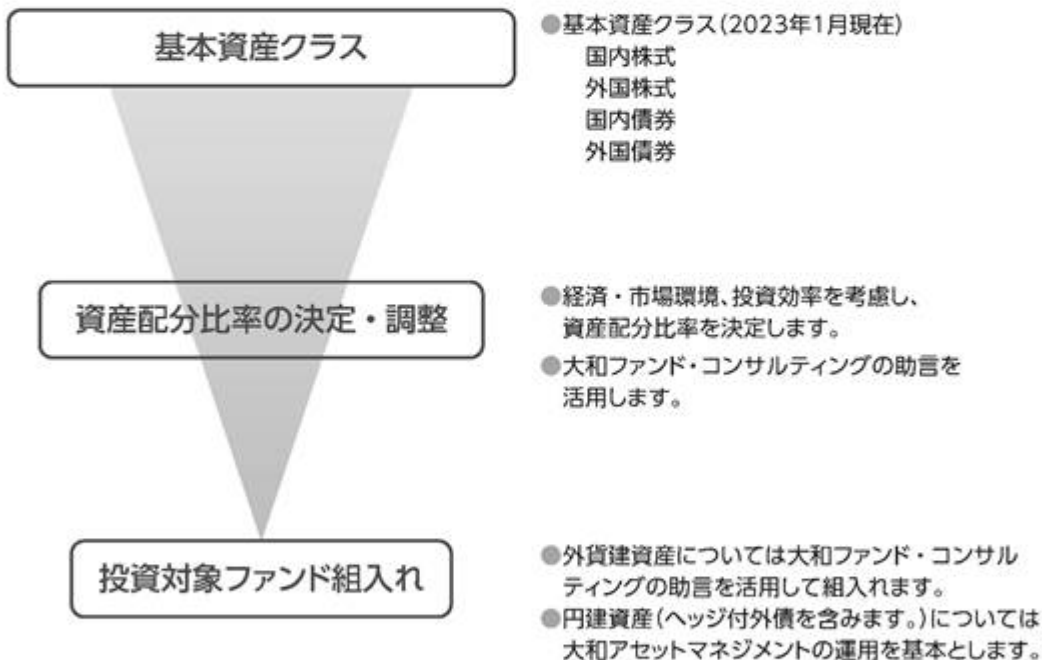 基本資産クラス
●基本資産クラス(2023年1月現在)
国内株式
外国株式
国内債券
外国債券
資産配分比率の決定・調整
●経済・市場環境、投資効率を考慮し、
資産配分比率を決定します。
●大和ファンド・コンサルティングの助言を
活用します。
投資対象ファンド組入れ
●外貨建資産については大和ファンド・コンサル
ティングの助言を活用して組入れます。
●円建資産(ヘッジ付外債を含みます。)については
大和アセットマネジメントの運用を基本とします。